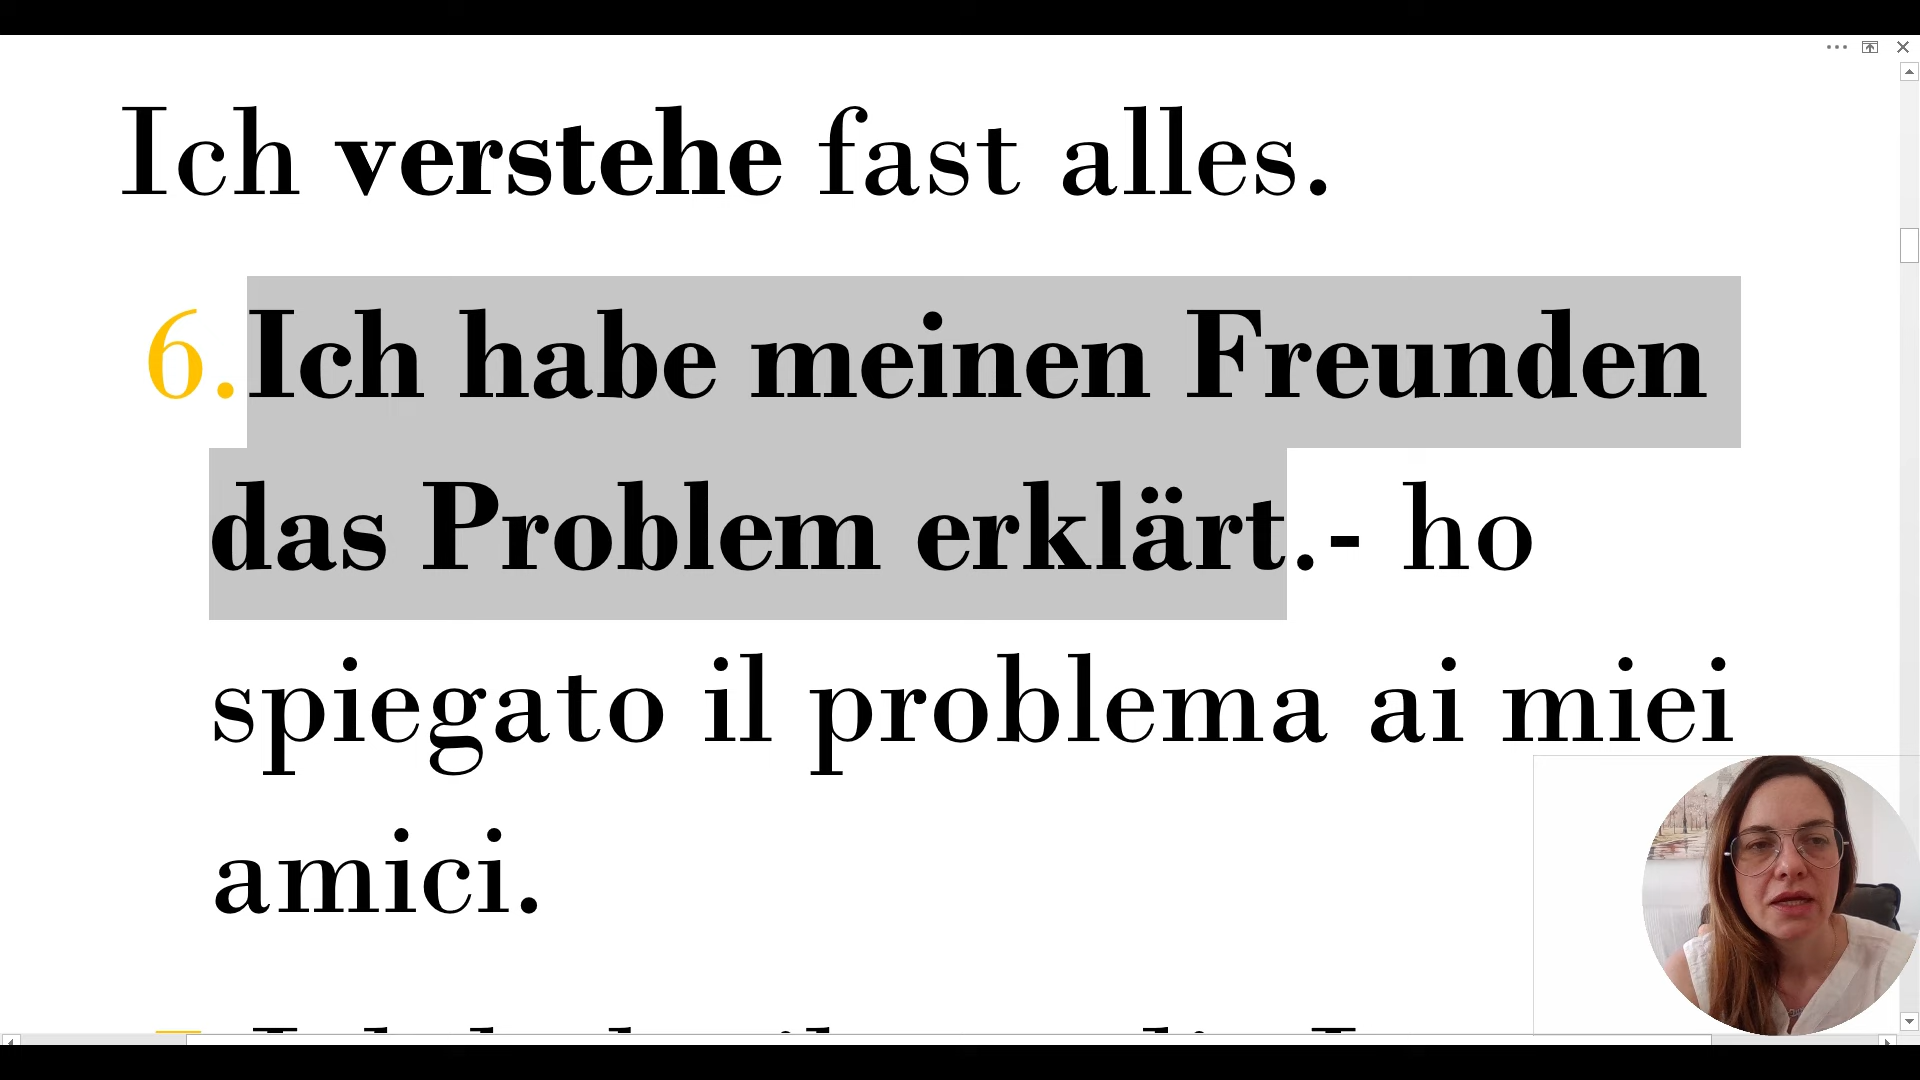 Ich verstehe fast alles.
6. Ich habe meinen Freunden
das Problem erklärt.- ho
spiegato il problema ai miei
amici.